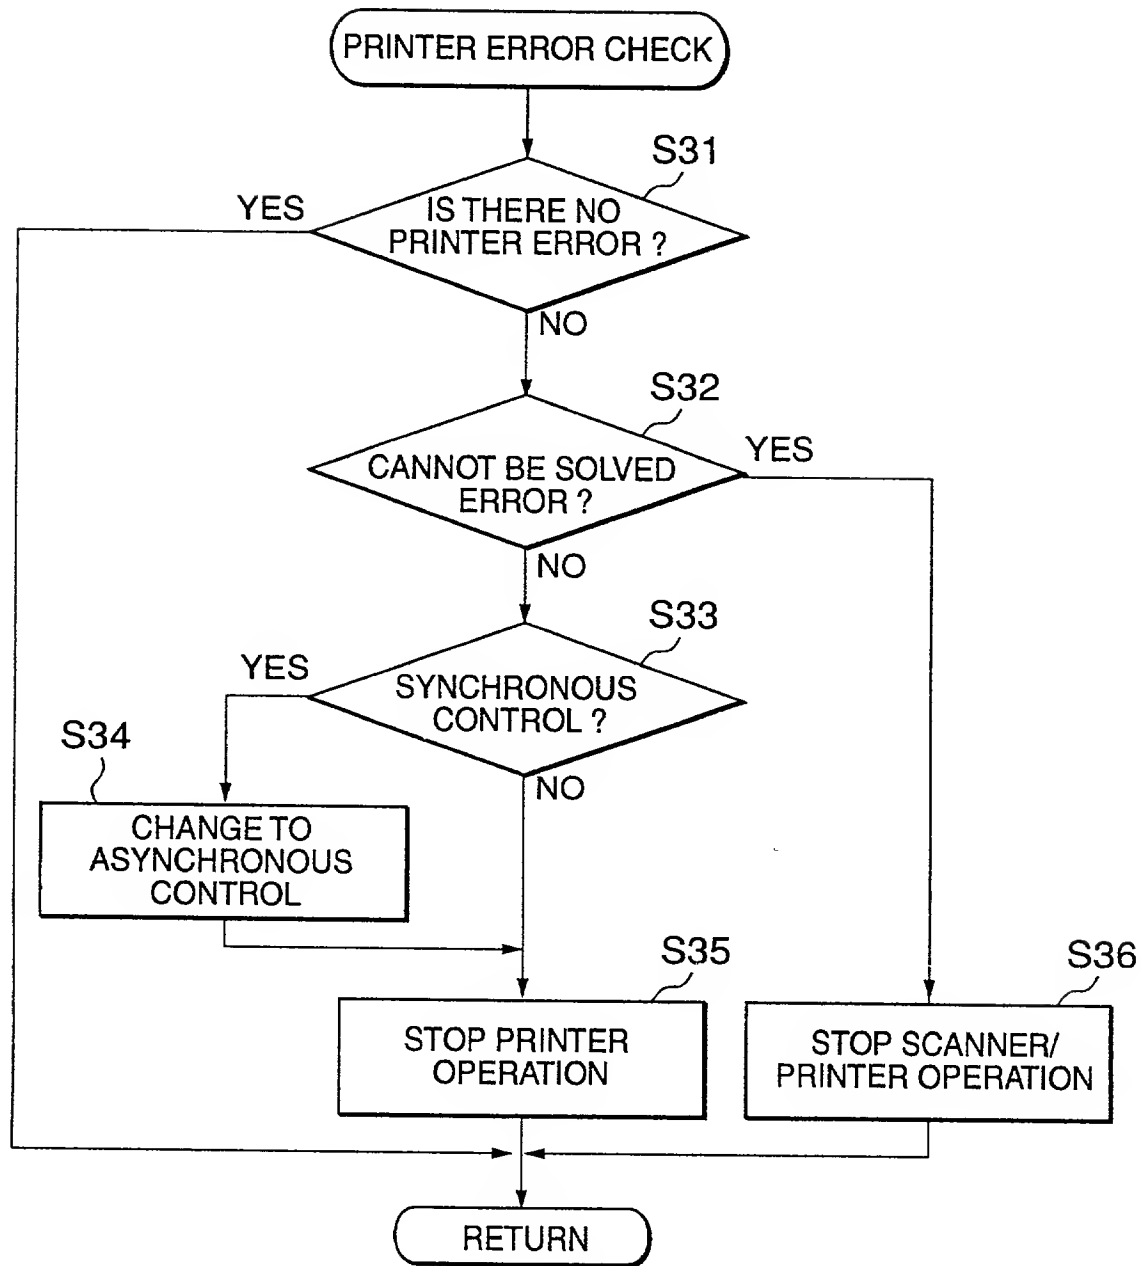 PRINTER ERROR CHECK
S31
YES
IS THERE NO
PRINTER ERROR ?
NO
S32
YES
CANNOT BE SOLVED
ERROR ?
NO
S33
YES
SYNCHRONOUS
CONTROL ?
NO
S34
CHANGE TO
ASYNCHRONOUS
CONTROL
S35
STOP PRINTER
OPERATION
S36
STOP SCANNER/
PRINTER OPERATION
RETURN